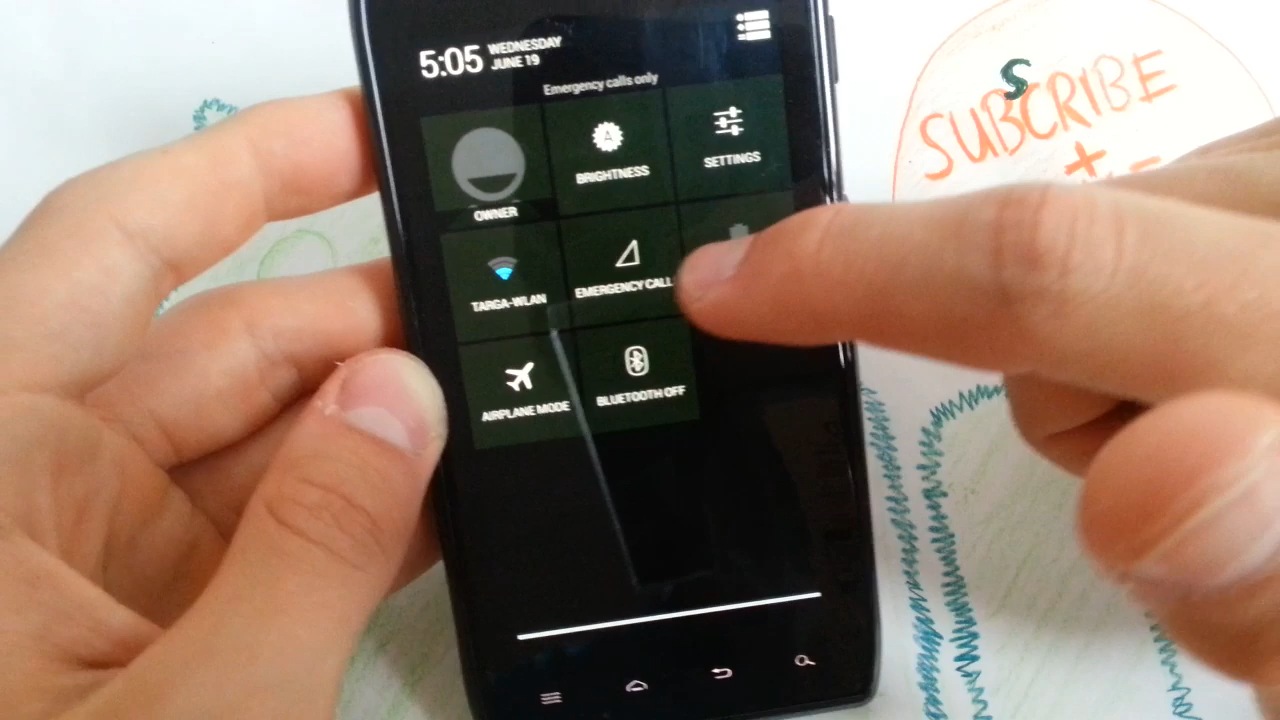 5:05 WEDNESDAY
JUNE 19
Emergency calls only
OWNER
BRIGHTNESS
SETTINGS
TARGA-WLAN
EMERGENCY CALL
AIRPLANE MODE
BLUETOOTH OFF
S
SUBCRIBE
+ -